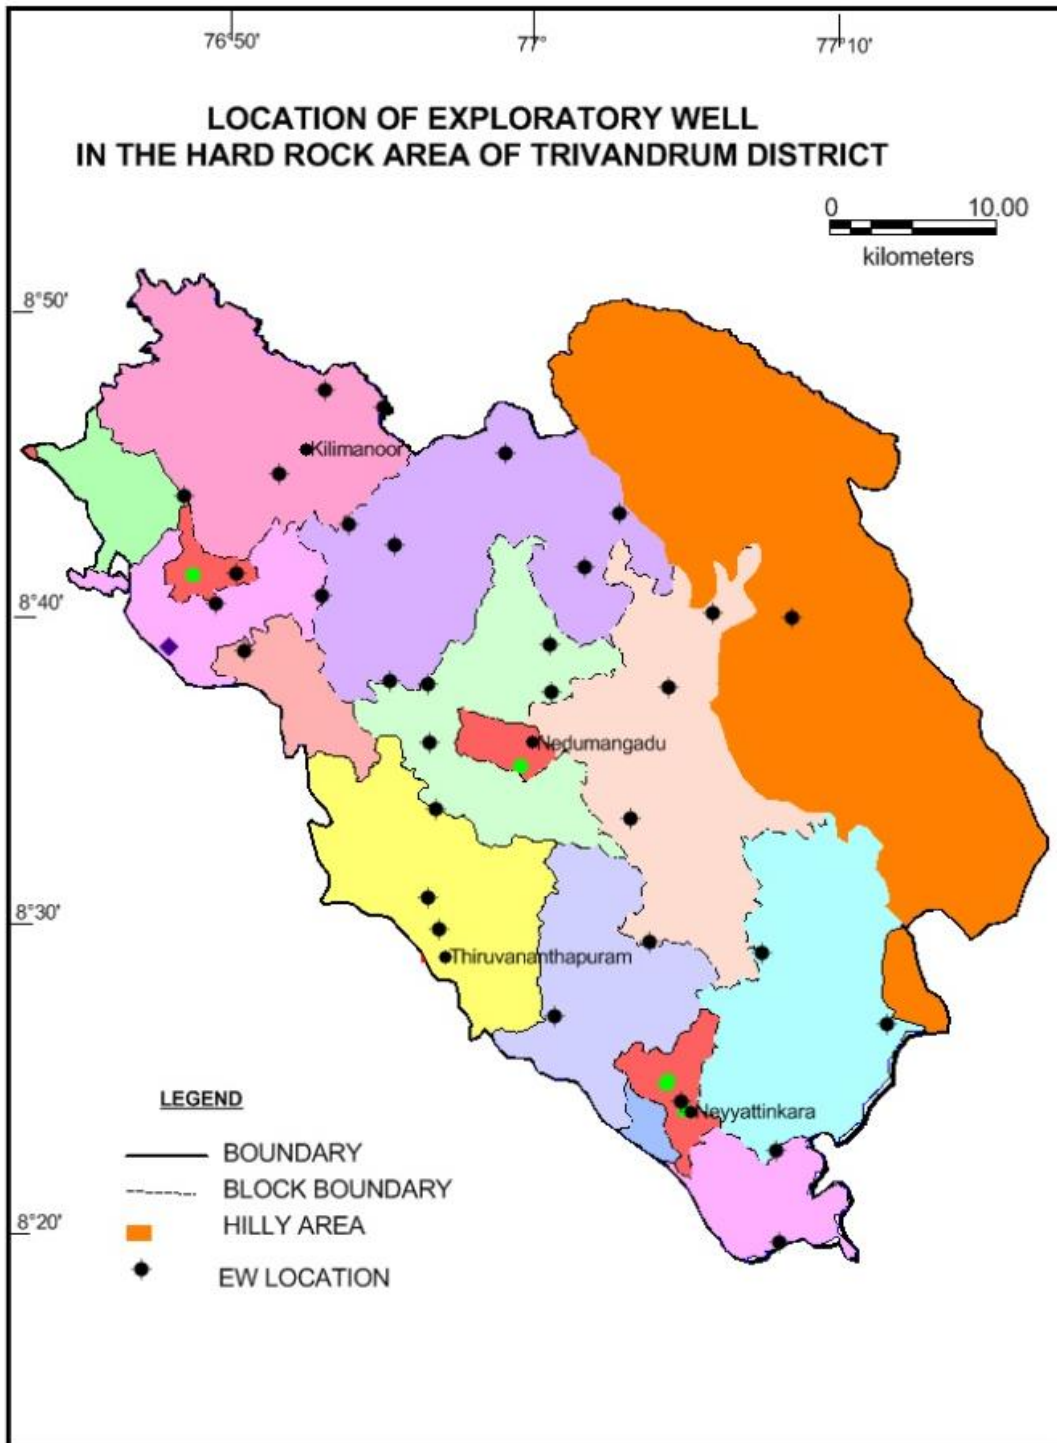 76°50' 77° 77°10'
LOCATION OF EXPLORATORY WELL
IN THE HARD ROCK AREA OF TRIVANDRUM DISTRICT
0 10.00
kilometers
8°50'
Kilimanoor
8°40'
Nedumangadu
8°30'
Thiruvananthapuram
LEGEND
Neyyattinkara
BOUNDARY
BLOCK BOUNDARY
8°20'
HILLY AREA
EW LOCATION